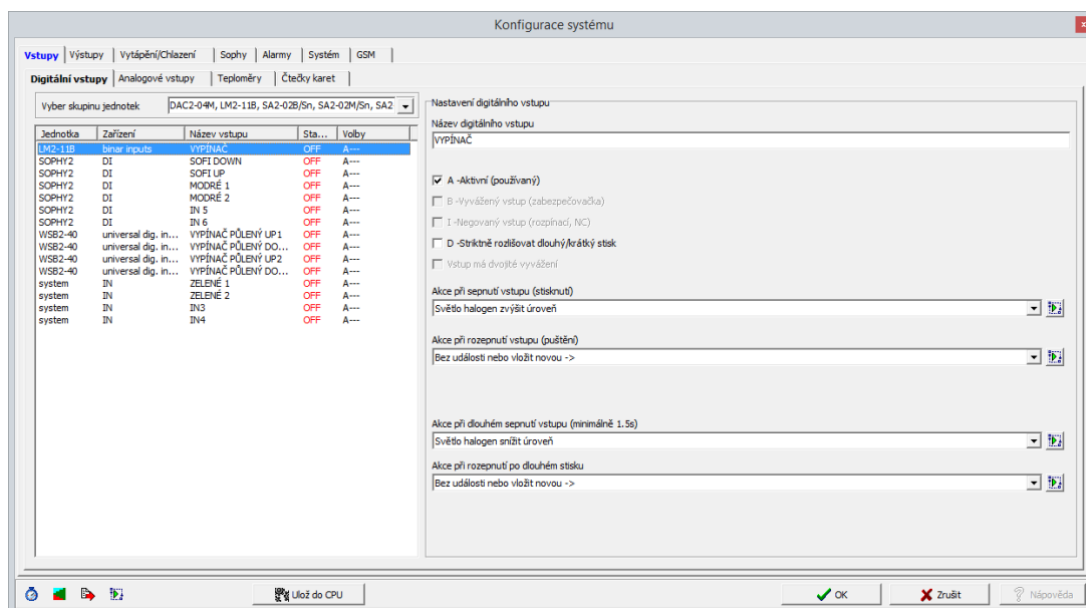 Konfigurace systému
x
Vstupy Výstupy Vytápění/Chlazení Sophy Alarmy Systém GSM
Digitální vstupy Analogové vstupy Teploměry Čtečky karet
Vyber skupinu jednotek DAC2-04M, LM2-11B, SA2-02B/Sn, SA2-02M/Sn, SA2
Jednotka Zařízení Název vstupu Sta... Volby
LM2-11B binar inputs VYPÍNAČ OFF A---
SOPHY2 DI SOFI DOWN OFF A---
SOPHY2 DI SOFI UP OFF A---
SOPHY2 DI MODRÉ 1 OFF A---
SOPHY2 DI MODRÉ 2 OFF A---
SOPHY2 DI IN 5 OFF A---
SOPHY2 DI IN 6 OFF A---
WSB2-40 universal dig. in... VYPÍNAČ PŮLENÝ UP1 OFF A---
WSB2-40 universal dig. in... VYPÍNAČ PŮLENÝ DO... OFF A---
WSB2-40 universal dig. in... VYPÍNAČ PŮLENÝ UP2 OFF A---
WSB2-40 universal dig. in... VYPÍNAČ PŮLENÝ DO... OFF A---
system IN ZELENÉ 1 OFF A---
system IN ZELENÉ 2 OFF A---
system IN IN3 OFF A---
system IN IN4 OFF A---
Nastavení digitálního vstupu
Název digitálního vstupu
VYPÍNAČ
A -Aktivní (používaný)
B -Vyvážený vstup (zabezpečovačka)
I -Negovaný vstup (rozpínací, NC)
D -Striktně rozlišovat dlouhý/krátký stisk
Vstup má dvojité vyvážení
Akce při sepnutí vstupu (stisknutí)
Světlo halogen zvýšit úroveň
Akce při rozepnutí vstupu (puštění)
Bez události nebo vložit novou ->
Akce při dlouhém sepnutí vstupu (minimálně 1.5s)
Světlo halogen snížit úroveň
Akce při rozepnutí po dlouhém stisku
Bez události nebo vložit novou ->
Ulož do CPU OK Zrušit ? Nápověda